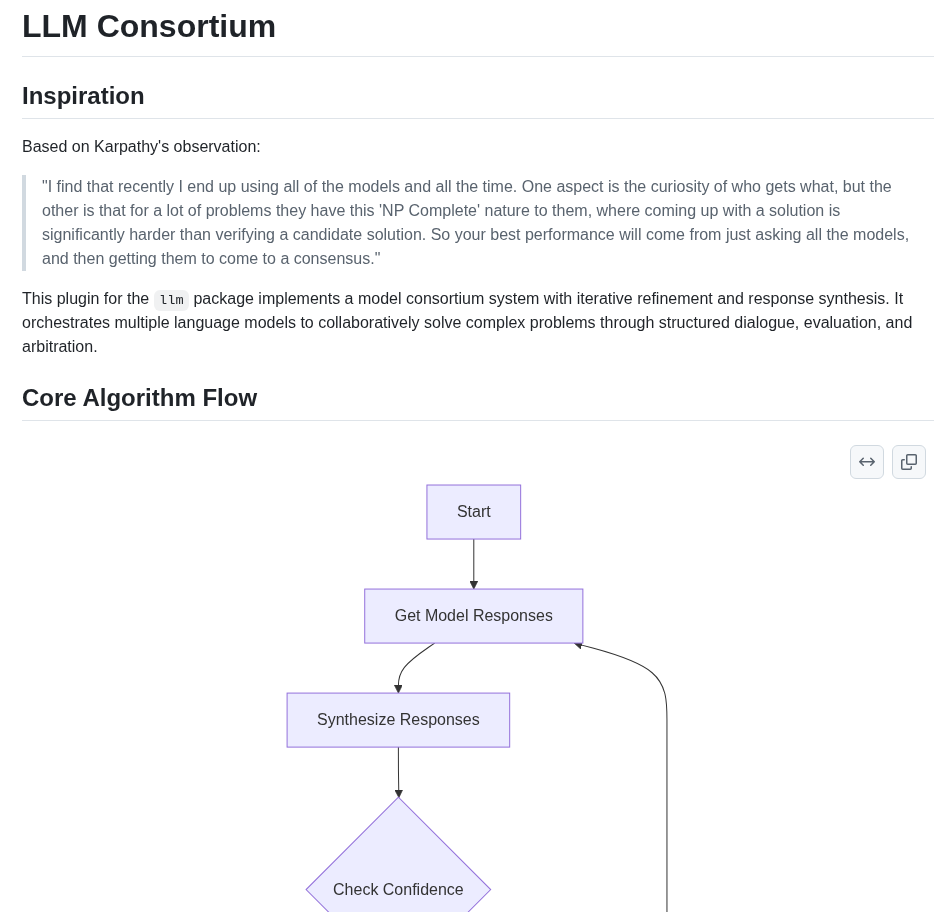 LLM Consortium
Inspiration
Based on Karpathy's observation:
"I find that recently I end up using all of the models and all the time. One aspect is the curiosity of who gets what, but the
other is that for a lot of problems they have this 'NP Complete' nature to them, where coming up with a solution is
significantly harder than verifying a candidate solution. So your best performance will come from just asking all the models,
and then getting them to come to a consensus."
This plugin for the llm package implements a model consortium system with iterative refinement and response synthesis. It
orchestrates multiple language models to collaboratively solve complex problems through structured dialogue, evaluation, and
arbitration.
Core Algorithm Flow
Start
Get Model Responses
Synthesize Responses
Check Confidence